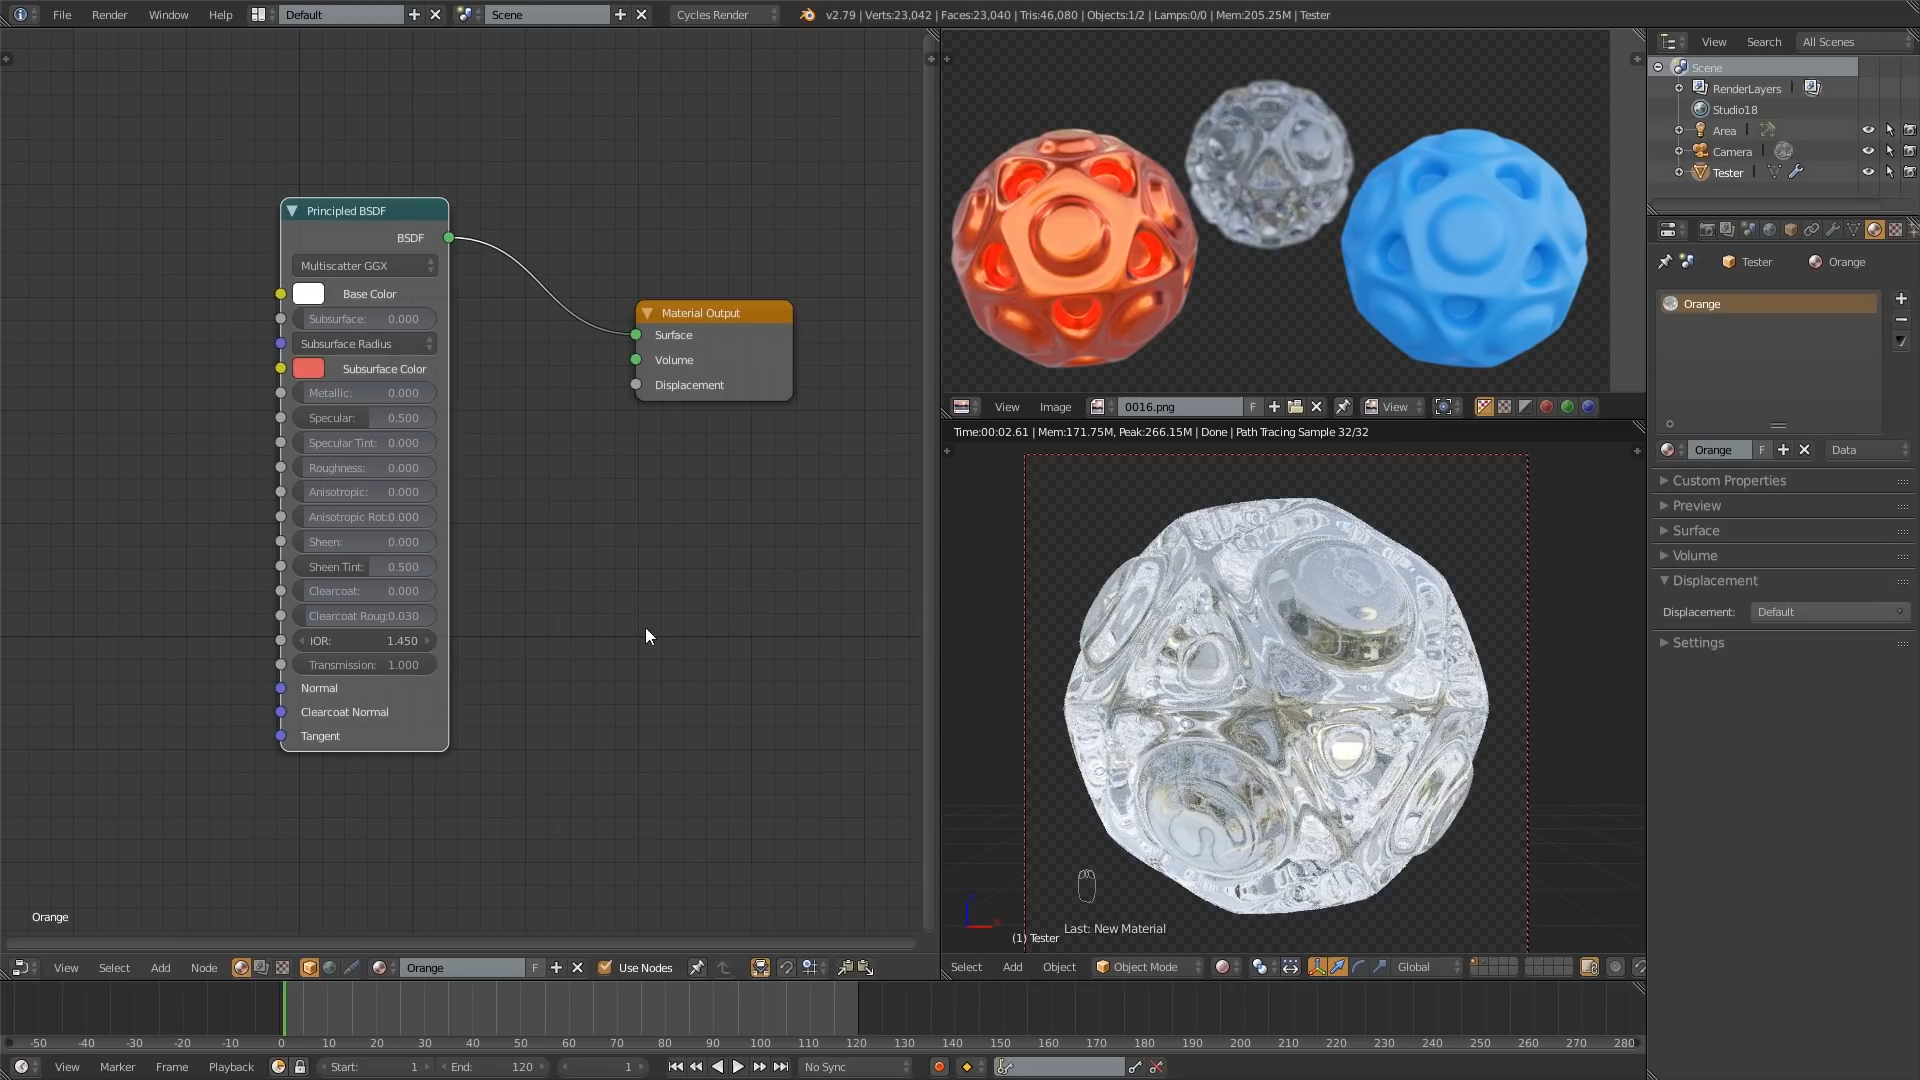 File Render Window Help Default Scene Cycles Render v2.79 | Verts:23,042 | Faces:23,040 | Tris:46,080 | Objects:1/2 | Lamps:0/0 | Mem:205.25M | Tester
Principled BSDF
BSDF
Multiscatter GGX
Base Color
Subsurface: 0.000
Subsurface Radius
Subsurface Color
Metallic: 0.000
Specular: 0.500
Specular Tint: 0.000
Roughness: 0.000
Anisotropic: 0.000
Anisotropic Rot:0.000
Sheen: 0.000
Sheen Tint: 0.500
Clearcoat: 0.000
Clearcoat Roug:0.030
IOR: 1.450
Transmission: 1.000
Normal
Clearcoat Normal
Tangent
Material Output
Surface
Volume
Displacement
Orange
View Select Add Node Orange F Use Nodes
View Image 0016.png F View
Time:00:02.61 | Mem:171.75M, Peak:266.15M | Done | Path Tracing Sample 32/32
Last: New Material
(1) Tester
Select Add Object Object Mode Global
View Search All Scenes
Scene
RenderLayers
Studio18
Area
Camera
Tester
Tester Orange
Orange
Orange F Data
Custom Properties
Preview
Surface
Volume
Displacement
Displacement: Default
Settings
-50 -40 -30 -20 -10 0 10 20 30 40 50 60 70 80 90 100 110 120 130 140 150 160 170 180 190 200 210 220 230 240 250 260 270 280
View Marker Frame Playback Start: 1 End: 120 1 No Sync